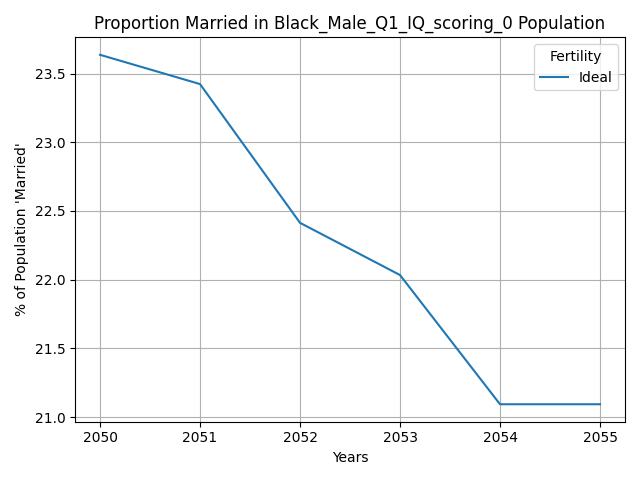 Proportion Married in Black_Male_Q1_IQ_scoring_0 Population
% of Population 'Married'
23.5
23.0
22.5
22.0
21.5
21.0
Fertility
Ideal
2050 2051 2052 2053 2054 2055
Years